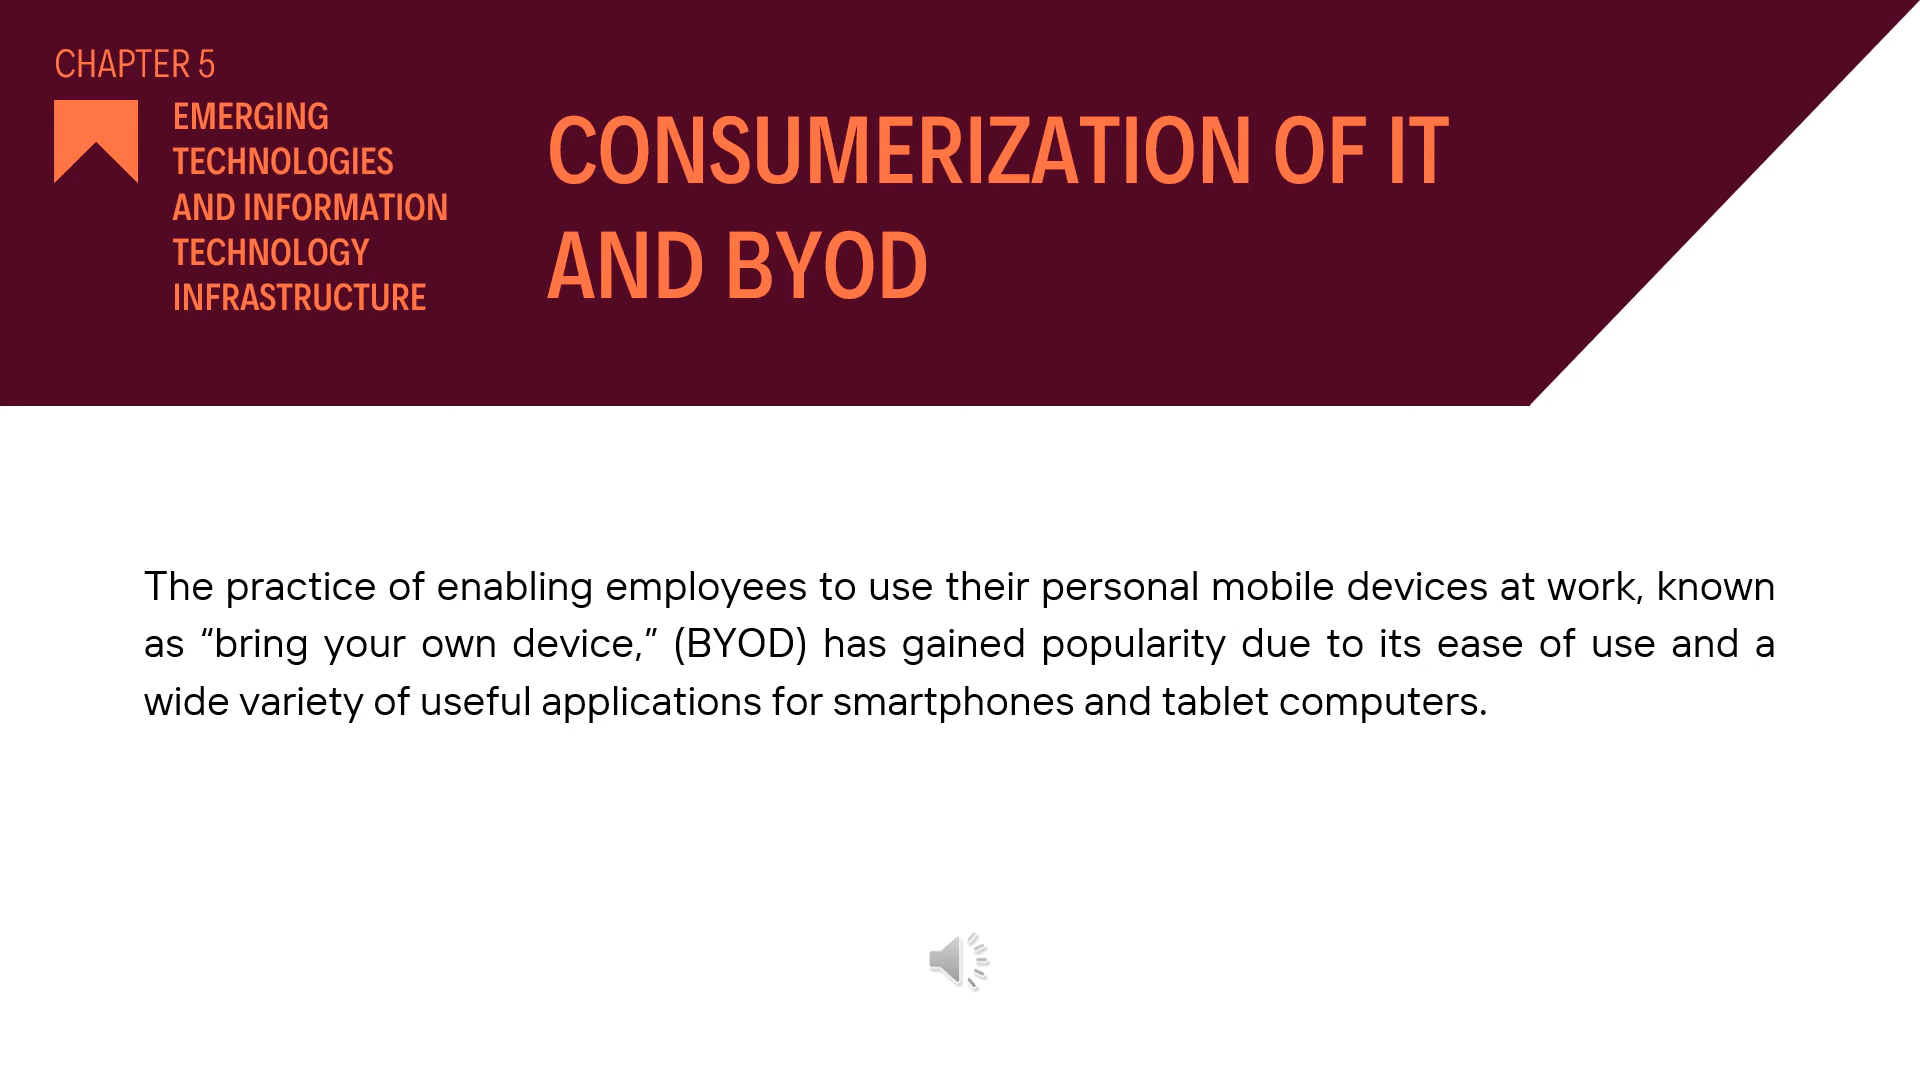 CHAPTER 5
EMERGING
TECHNOLOGIES
AND INFORMATION
TECHNOLOGY
INFRASTRUCTURE
CONSUMERIZATION OF IT
AND BYOD
The practice of enabling employees to use their personal mobile devices at work, known
as “bring your own device,” (BYOD) has gained popularity due to its ease of use and a
wide variety of useful applications for smartphones and tablet computers.